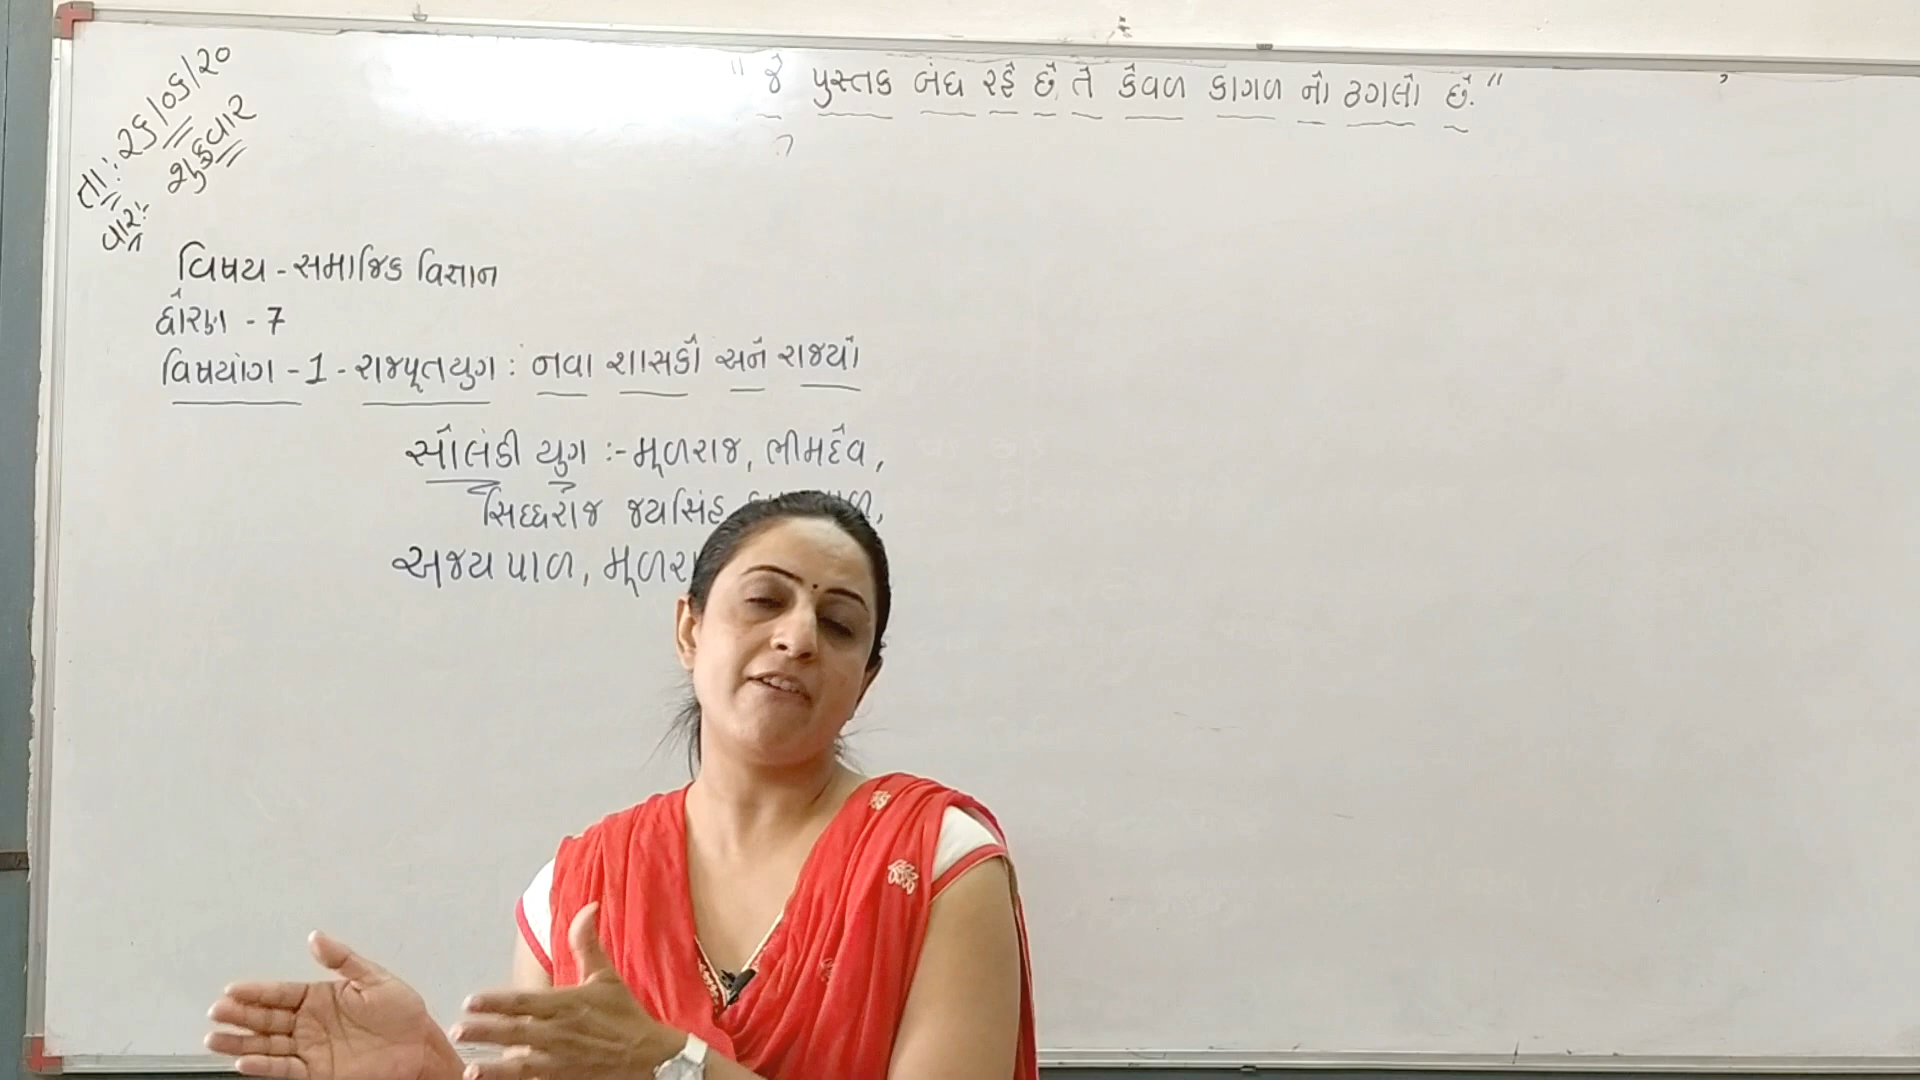 "જે પુસ્તક બંધ રહે છે, તે કેવળ કાગળ નો ઢગલો છે."
તા: ૨૬/૦૬/૨૦
વાર: શુક્રવાર
વિષય - સમાજિક વિજ્ઞાન
ધોરણ - 7
વિષયાંગ - 1 - રાજપૂતયુગ : નવા શાસકો અને રાજ્યો
સોલંકી યુગ :- મૂળરાજ, ભીમદેવ,
સિધ્ધરાજ જયસિંહ
અજય પાળ,